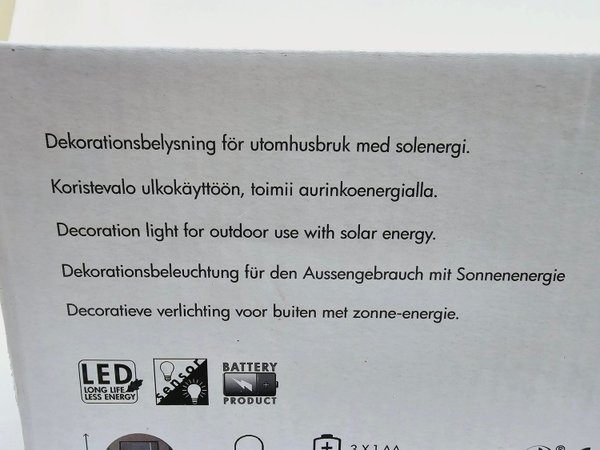 Dekorationsbelysning för utomhusbruk med solenergi.
Koristevalo ulkokäyttöön, toimii aurinkoenergialla.
Decoration light for outdoor use with solar energy.
Dekorationsbeleuchtung für den Aussengebrauch mit Sonnenenergie
Decoratieve verlichting voor buiten met zonne-energie.
LED
LONG LIFE
LESS ENERGY
sensor
BATTERY
PRODUCT